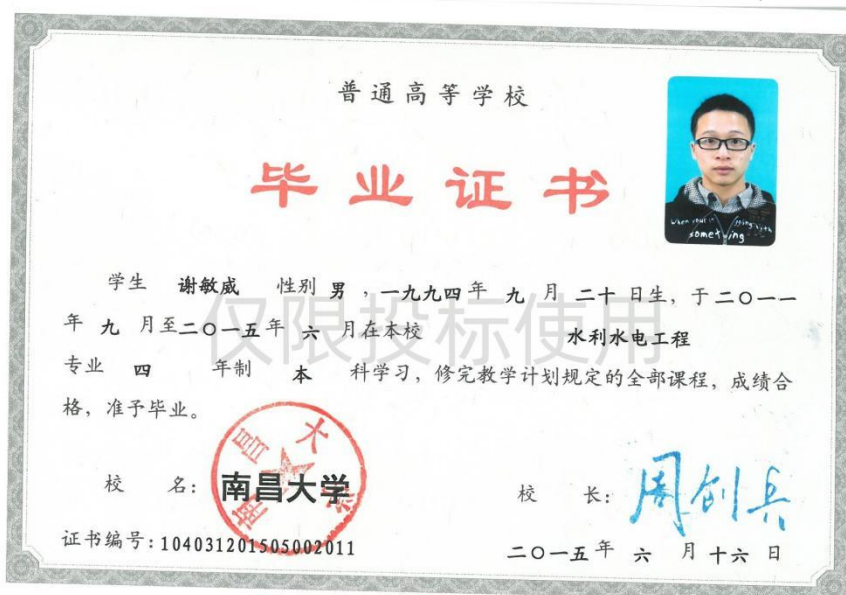 普通高等学校
毕业证书
学生 谢敏威 性别 男 ，一九九四 年 九 月 二十 日生，于二〇一一
年 九 月至二〇一五年 六 月在本校 水利水电工程
专业 四 年制 本 科学习，修完教学计划规定的全部课程，成绩合
格，准予毕业。
仅限投标使用
南昌大学
校 名：南昌大学
校 长：周创兵
证书编号：104031201505002011
二〇一五 年 六 月 十六 日